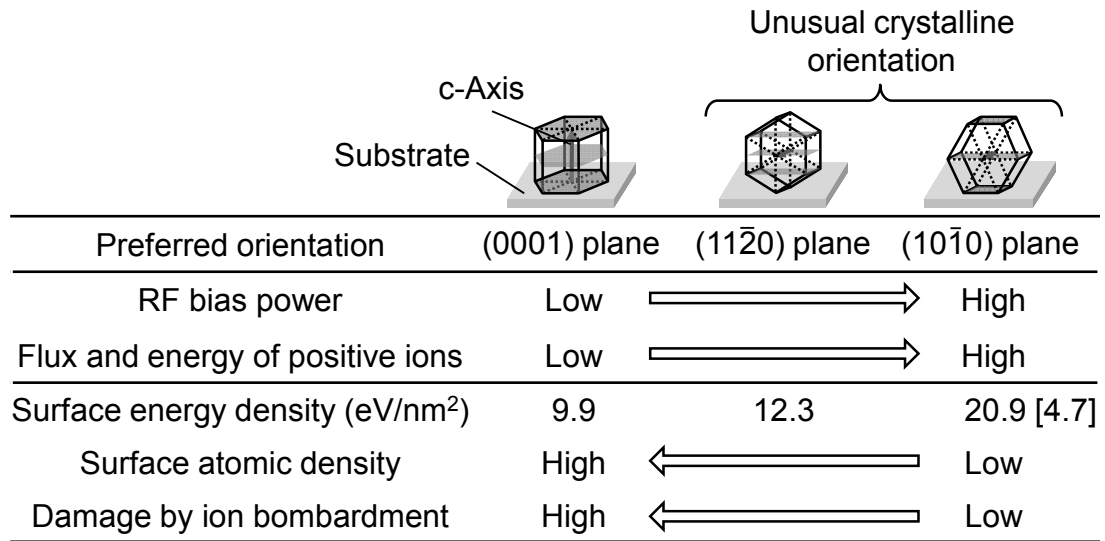 Unusual crystalline
orientation
c-Axis
Substrate
Preferred orientation (0001) plane (112̄0) plane (101̄0) plane
RF bias power Low High
Flux and energy of positive ions Low High
Surface energy density (eV/nm²) 9.9 12.3 20.9 [4.7]
Surface atomic density High Low
Damage by ion bombardment High Low